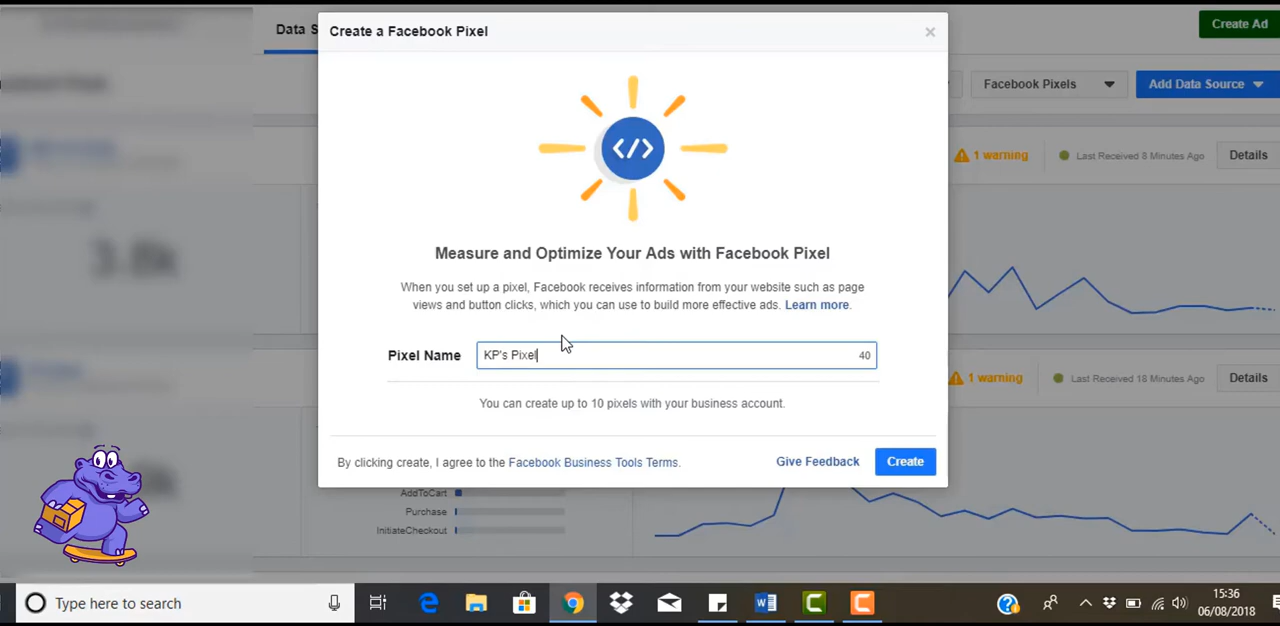 Data S
Create a Facebook Pixel
×
Create Ad
Facebook Pixels
Add Data Source
</>
1 warning
Last Received 8 Minutes Ago
Details
3.8k
Measure and Optimize Your Ads with Facebook Pixel
When you set up a pixel, Facebook receives information from your website such as page
views and button clicks, which you can use to build more effective ads. Learn more.
Pixel Name
KP's Pixel
40
1 warning
Last Received 18 Minutes Ago
Details
You can create up to 10 pixels with your business account.
By clicking create, I agree to the Facebook Business Tools Terms.
Give Feedback
Create
AddToCart
Purchase
InitiateCheckout
Type here to search
15:36
06/08/2018